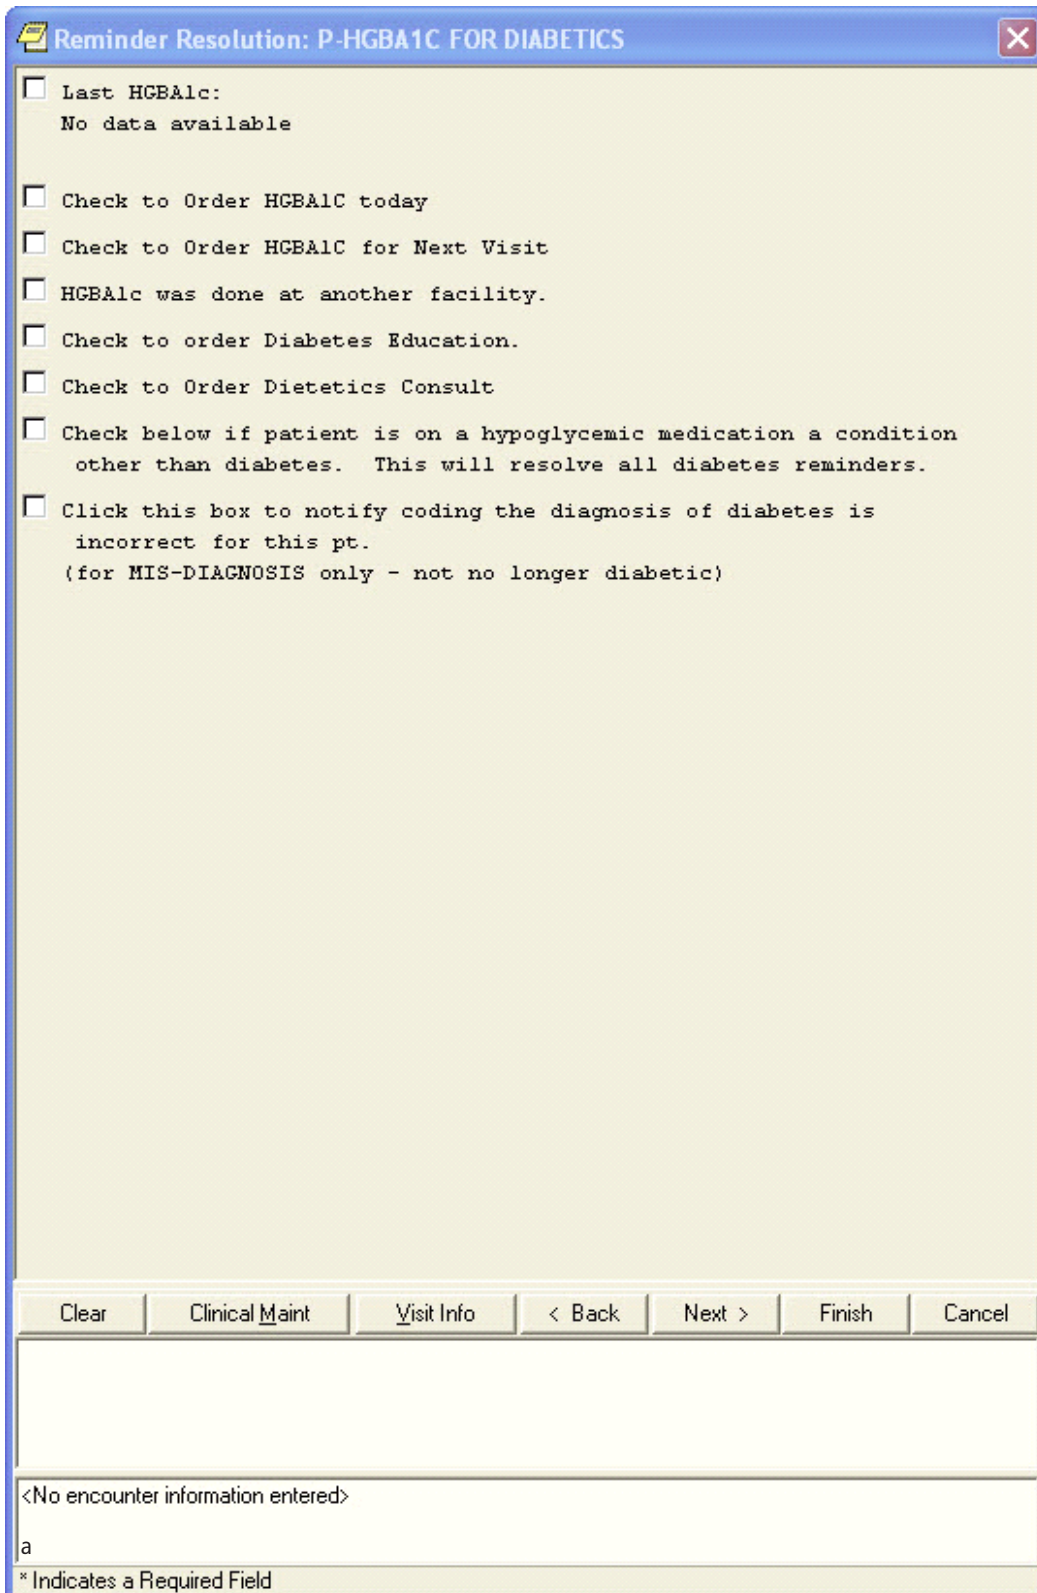 Reminder Resolution: P-HGBA1C FOR DIABETICS
Last HGBA1c:
No data available
Check to Order HGBA1C today
Check to Order HGBA1C for Next Visit
HGBA1c was done at another facility.
Check to order Diabetes Education.
Check to Order Dietetics Consult
Check below if patient is on a hypoglycemic medication a condition
other than diabetes.  This will resolve all diabetes reminders.
Click this box to notify coding the diagnosis of diabetes is
incorrect for this pt.
(for MIS-DIAGNOSIS only - not no longer diabetic)
Clear Clinical Maint Visit Info < Back Next > Finish Cancel
<No encounter information entered>
a
* Indicates a Required Field